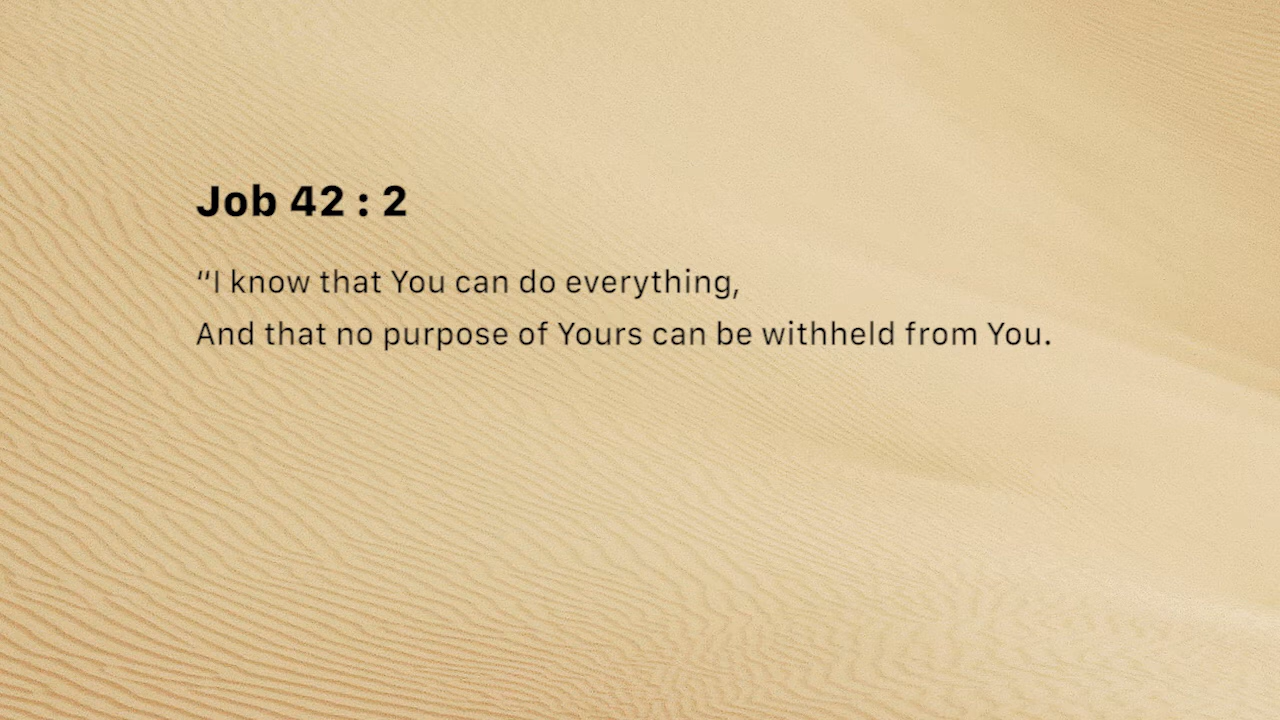 Job 42 : 2
“I know that You can do everything,
And that no purpose of Yours can be withheld from You.